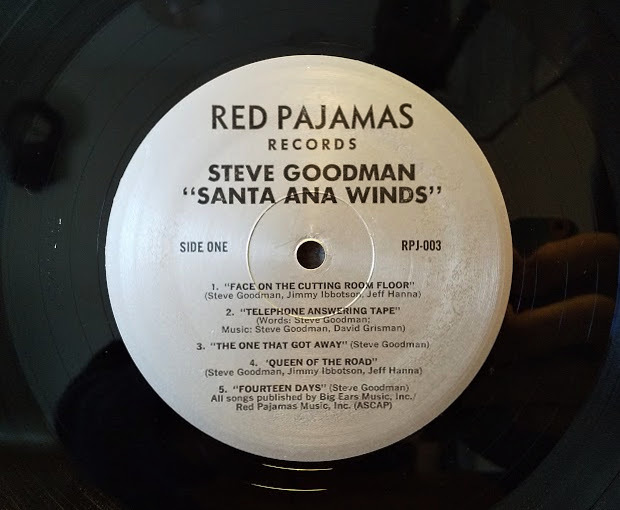 RED PAJAMAS
RECORDS
STEVE GOODMAN
"SANTA ANA WINDS"
SIDE ONE RPJ-003
1. "FACE ON THE CUTTING ROOM FLOOR"
(Steve Goodman, Jimmy Ibbotson, Jeff Hanna)
2. "TELEPHONE ANSWERING TAPE"
(Words: Steve Goodman;
Music: Steve Goodman, David Grisman)
3. "THE ONE THAT GOT AWAY" (Steve Goodman)
4. 'QUEEN OF THE ROAD"
(Steve Goodman, Jimmy Ibbotson, Jeff Hanna)
5. "FOURTEEN DAYS" (Steve Goodman)
All songs published by Big Ears Music, Inc./
Red Pajamas Music, Inc. (ASCAP)